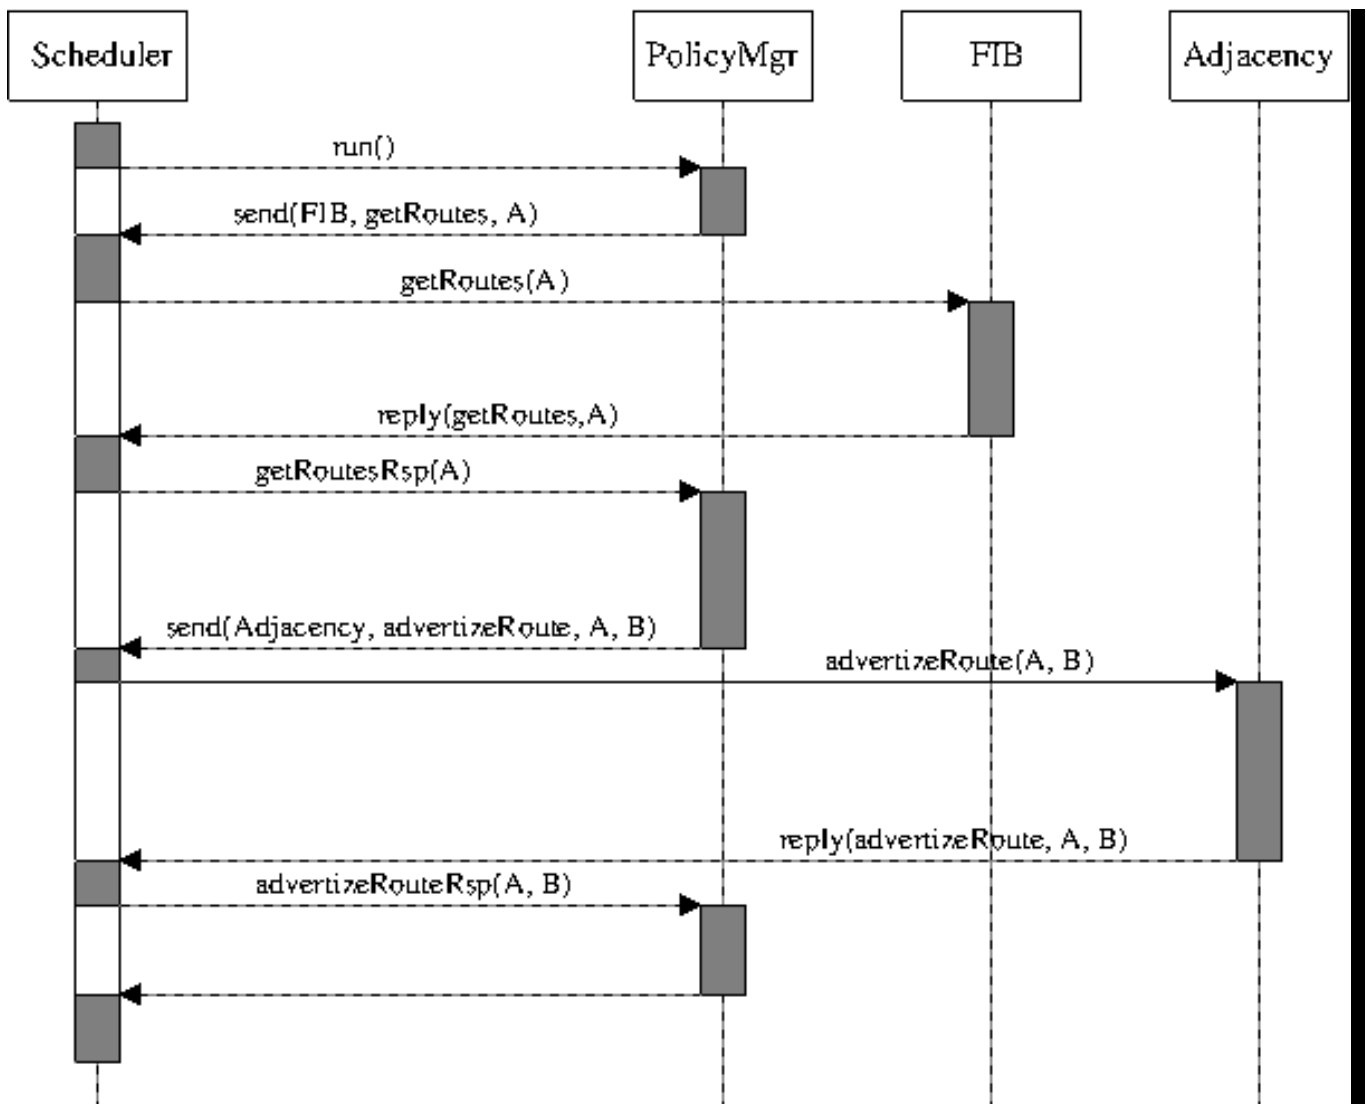 Scheduler
PolicyMgr
FIB
Adjacency
run()
send(FIB, getRoutes, A)
getRoutes(A)
reply(getRoutes,A)
getRoutesRsp(A)
send(Adjacency, advertizeRoute, A, B)
advertizeRoute(A, B)
reply(advertizeRoute, A, B)
advertizeRouteRsp(A, B)